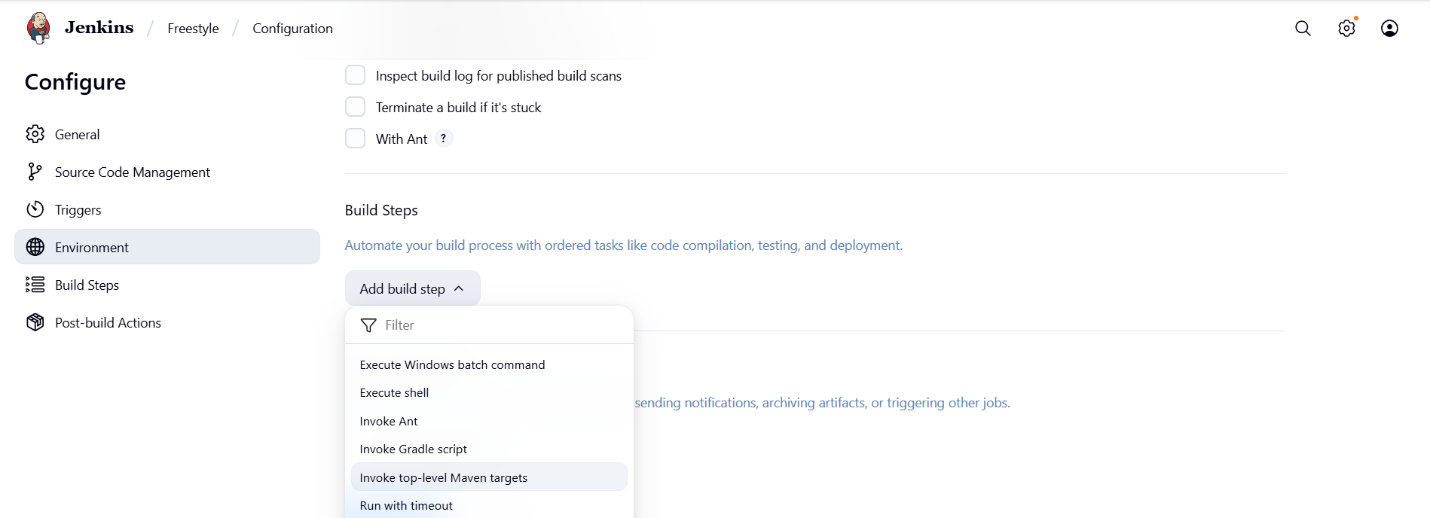 Jenkins / Freestyle / Configuration
Configure
General
Source Code Management
Triggers
Environment
Build Steps
Post-build Actions
Inspect build log for published build scans
Terminate a build if it's stuck
With Ant ?
Build Steps
Automate your build process with ordered tasks like code compilation, testing, and deployment.
Add build step
Filter
Execute Windows batch command
Execute shell
sending notifications, archiving artifacts, or triggering other jobs.
Invoke Ant
Invoke Gradle script
Invoke top-level Maven targets
Run with timeout